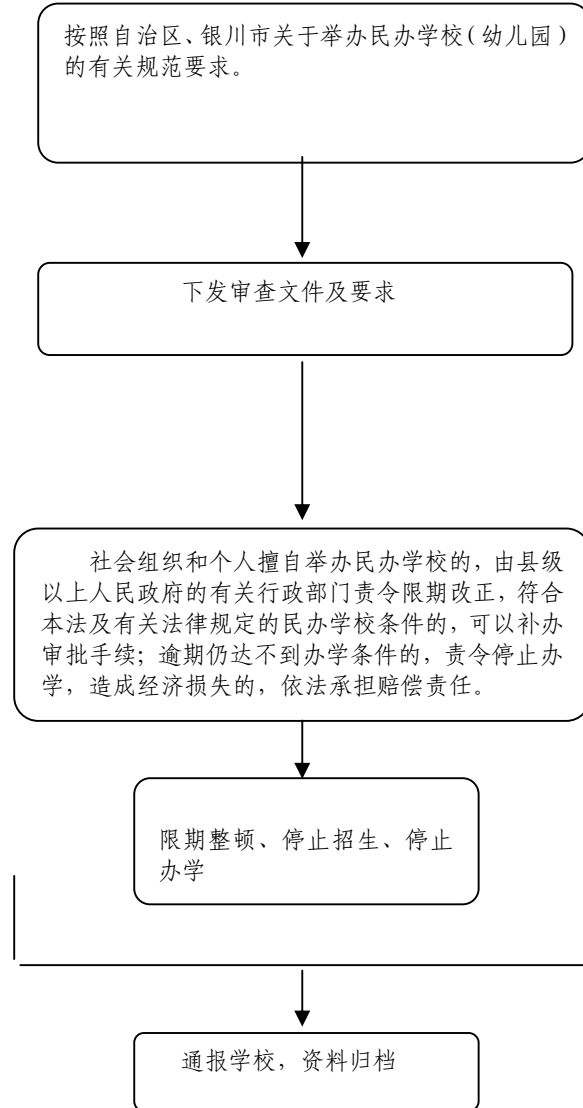 按照自治区、银川市关于举办民办学校(幼儿园)
的有关规范要求。
下发审查文件及要求
社会组织和个人擅自举办民办学校的，由县级
以上人民政府的有关行政部门责令限期改正，符合
本法及有关法律规定的民办学校条件的，可以补办
审批手续；逾期仍达不到办学条件的，责令停止办
学，造成经济损失的，依法承担赔偿责任。
限期整顿、停止招生、停止
办学
通报学校，资料归档